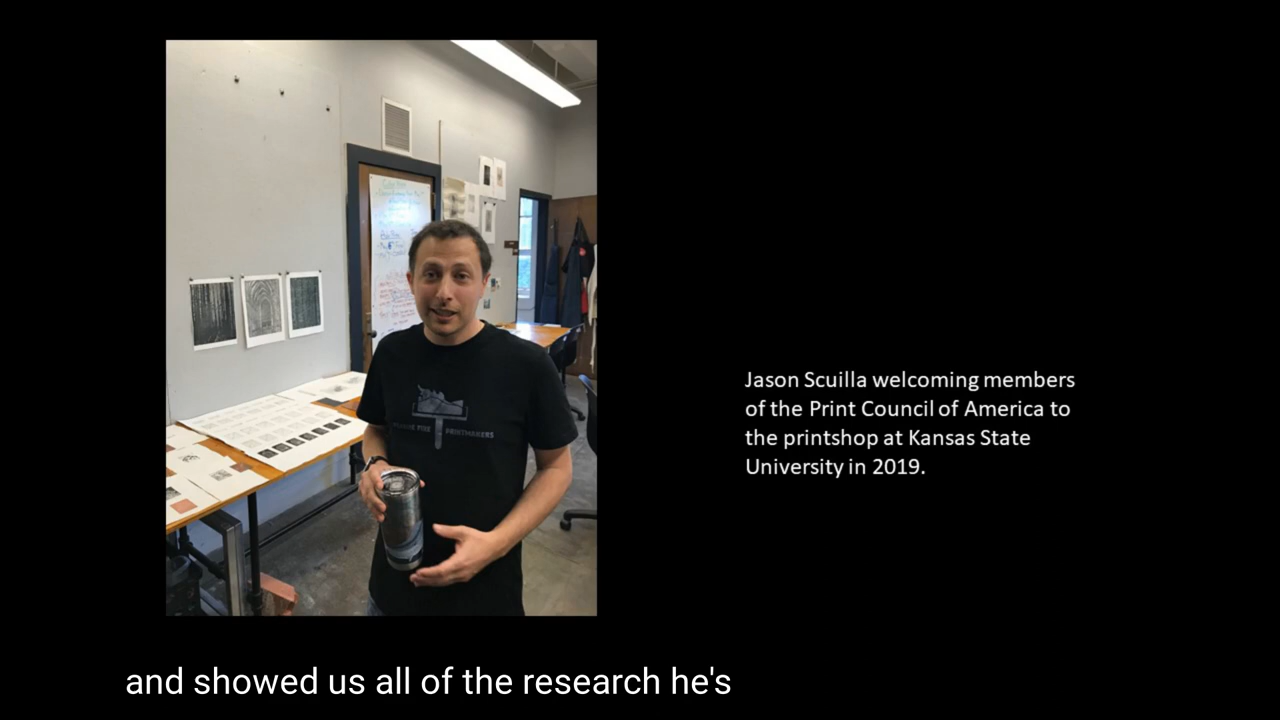 PRINTMAKERS
Jason Scuilla welcoming members
of the Print Council of America to
the printshop at Kansas State
University in 2019.
and showed us all of the research he's